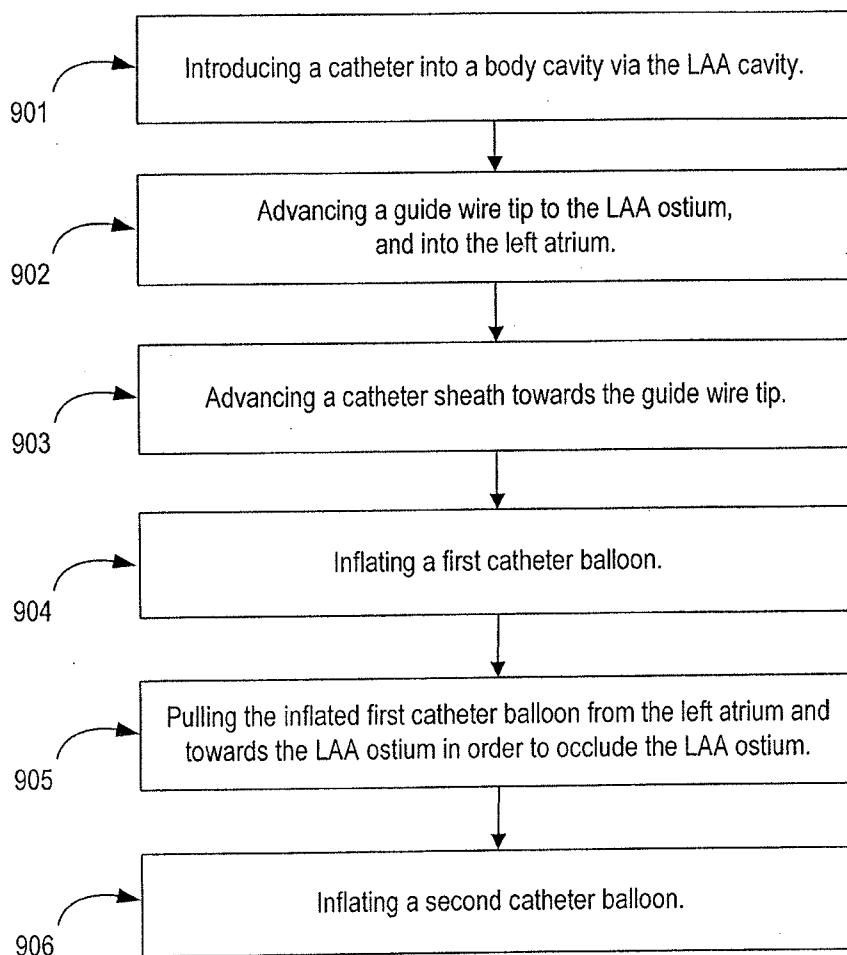 Introducing a catheter into a body cavity via the LAA cavity.
901
Advancing a guide wire tip to the LAA ostium,
and into the left atrium.
902
Advancing a catheter sheath towards the guide wire tip.
903
Inflating a first catheter balloon.
904
Pulling the inflated first catheter balloon from the left atrium and
towards the LAA ostium in order to occlude the LAA ostium.
905
Inflating a second catheter balloon.
906